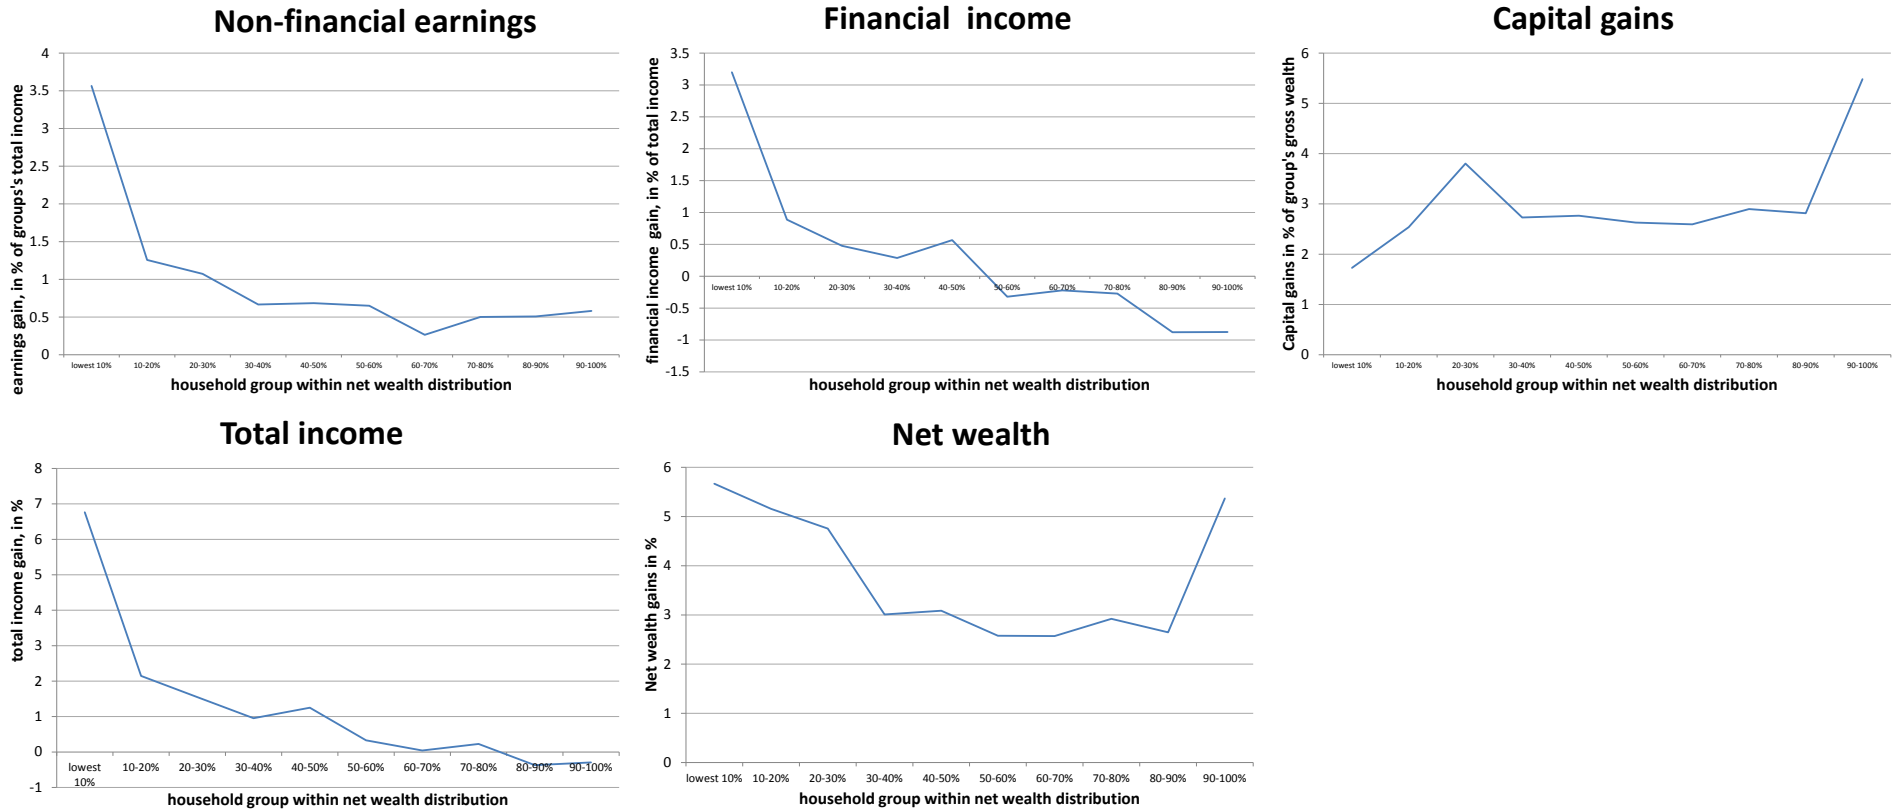 Non-financial earnings
earnings gain, in % of groups's total income
4
3.5
3
2.5
2
1.5
1
0.5
0
lowest 10% 10-20% 20-30% 30-40% 40-50% 50-60% 60-70% 70-80% 80-90% 90-100%
household group within net wealth distribution
Financial income
financial income gain, in % of total income
3.5
3
2.5
2
1.5
1
0.5
0
-0.5
-1
-1.5
lowest 10% 10-20% 20-30% 30-40% 40-50% 50-60% 60-70% 70-80% 80-90% 90-100%
household group within net wealth distribution
Capital gains
Capital gains in % of group's gross wealth
6
5
4
3
2
1
0
lowest 10% 10-20% 20-30% 30-40% 40-50% 50-60% 60-70% 70-80% 80-90% 90-100%
household group within net wealth distribution
Total income
total income gain, in %
8
7
6
5
4
3
2
1
0
-1
lowest 10-20% 20-30% 30-40% 40-50% 50-60% 60-70% 70-80% 80-90% 90-100%
10%
household group within net wealth distribution
Net wealth
Net wealth gains in %
6
5
4
3
2
1
0
lowest 10% 10-20% 20-30% 30-40% 40-50% 50-60% 60-70% 70-80% 80-90% 90-100%
household group within net wealth distribution